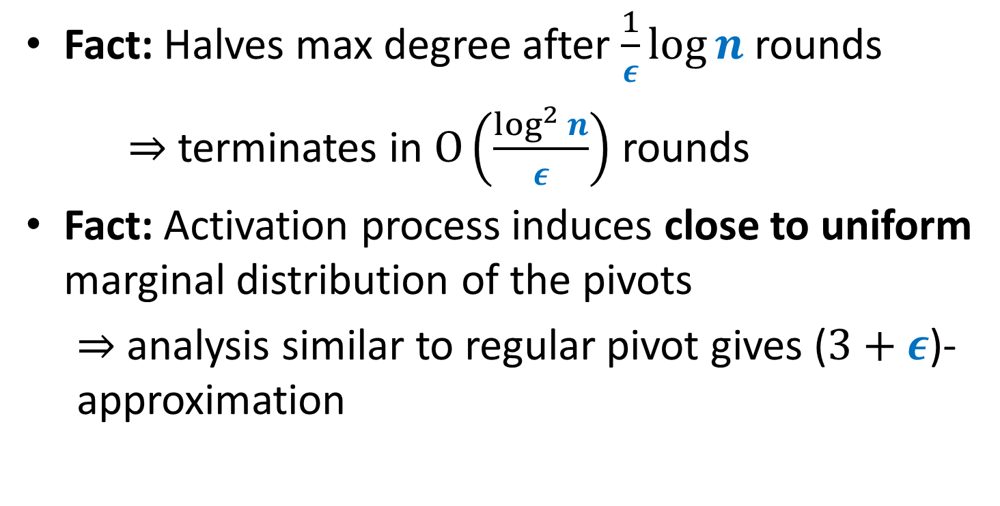 • Fact: Halves max degree after $\frac{1}{\epsilon} \log n$ rounds
⇒ terminates in $O\left(\frac{\log^2 n}{\epsilon}\right)$ rounds
• Fact: Activation process induces close to uniform
marginal distribution of the pivots
⇒ analysis similar to regular pivot gives $(3 + \epsilon)$-
approximation